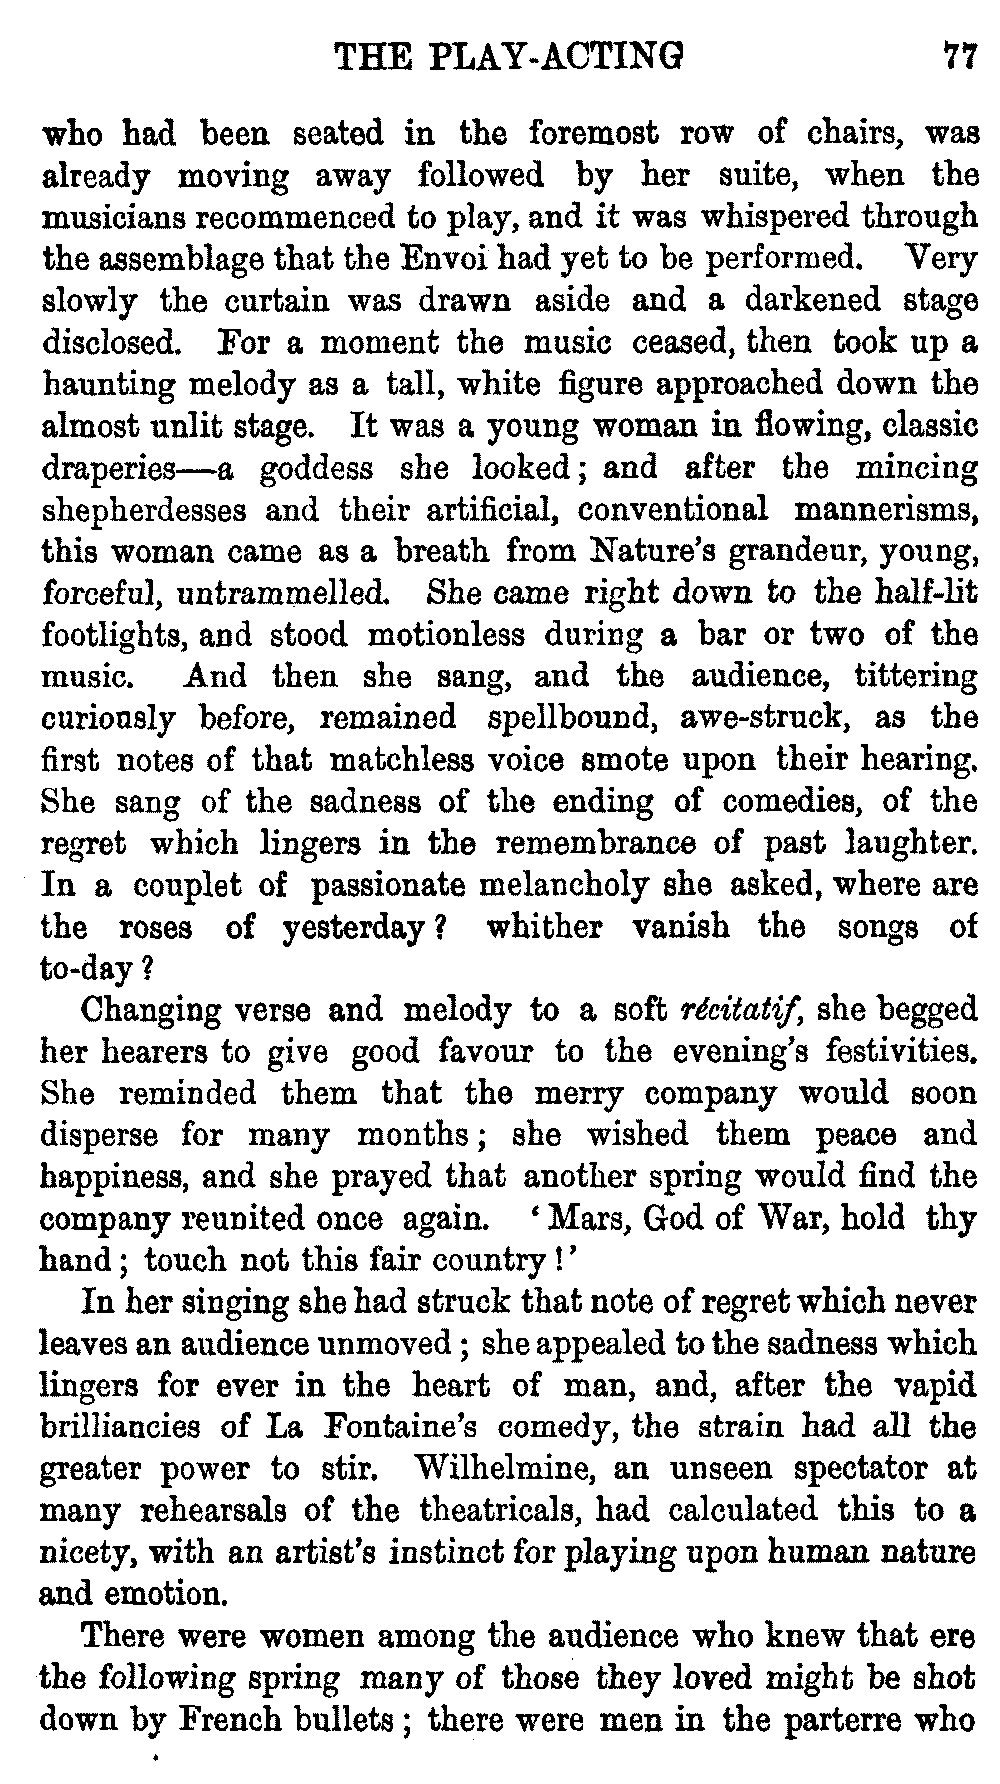 THE PLAY-ACTING 77
who had been seated in the foremost row of chairs, was
already moving away followed by her suite, when the
musicians recommenced to play, and it was whispered through
the assemblage that the Envoi had yet to be performed. Very
slowly the curtain was drawn aside and a darkened stage
disclosed. For a moment the music ceased, then took up a
haunting melody as a tall, white figure approached down the
almost unlit stage. It was a young woman in flowing, classic
draperies—a goddess she looked; and after the mincing
shepherdesses and their artificial, conventional mannerisms,
this woman came as a breath from Nature's grandeur, young,
forceful, untrammelled. She came right down to the half-lit
footlights, and stood motionless during a bar or two of the
music. And then she sang, and the audience, tittering
curiously before, remained spellbound, awe-struck, as the
first notes of that matchless voice smote upon their hearing.
She sang of the sadness of the ending of comedies, of the
regret which lingers in the remembrance of past laughter.
In a couplet of passionate melancholy she asked, where are
the roses of yesterday? whither vanish the songs of
to-day?
Changing verse and melody to a soft récitatif, she begged
her hearers to give good favour to the evening's festivities.
She reminded them that the merry company would soon
disperse for many months; she wished them peace and
happiness, and she prayed that another spring would find the
company reunited once again. 'Mars, God of War, hold thy
hand; touch not this fair country!'
In her singing she had struck that note of regret which never
leaves an audience unmoved; she appealed to the sadness which
lingers for ever in the heart of man, and, after the vapid
brilliancies of La Fontaine's comedy, the strain had all the
greater power to stir. Wilhelmine, an unseen spectator at
many rehearsals of the theatricals, had calculated this to a
nicety, with an artist's instinct for playing upon human nature
and emotion.
There were women among the audience who knew that ere
the following spring many of those they loved might be shot
down by French bullets; there were men in the parterre who